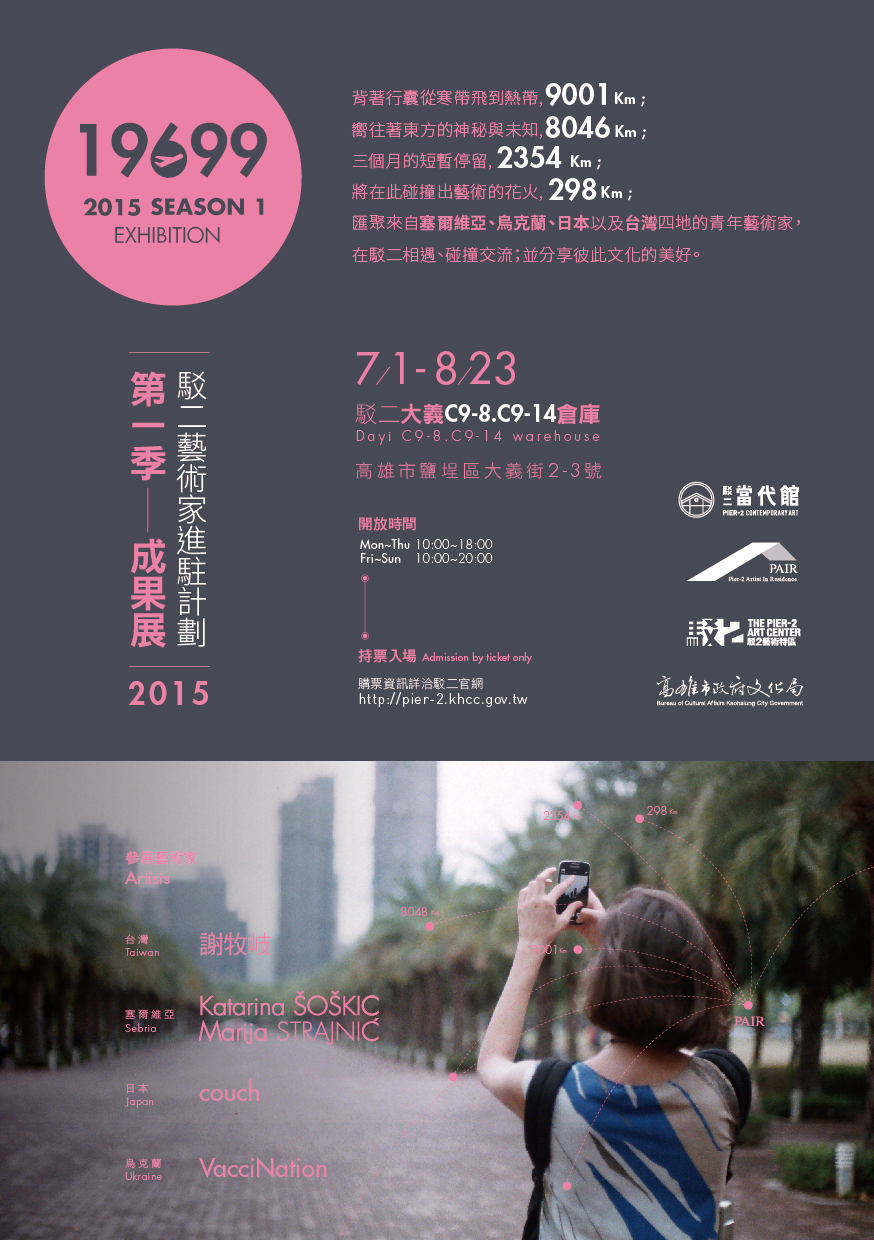 19699
2015 SEASON 1
EXHIBITION
背著行囊從寒帶飛到熱帶, 9001 Km ;
嚮往著東方的神秘與未知, 8046 Km ;
三個月的短暫停留, 2354 Km ;
將在此碰撞出藝術的花火, 298 Km ;
匯聚來自塞爾維亞、烏克蘭、日本以及台灣四地的青年藝術家，
在駁二相遇、碰撞交流；並分享彼此文化的美好。
駁二藝術家進駐計劃
第一季——成果展
2015
7/1 - 8/23
駁二大義C9-8.C9-14倉庫
Dayi C9-8.C9-14 warehouse
高雄市鹽埕區大義街2-3號
開放時間
Mon~Thu 10:00~18:00
Fri~Sun 10:00~20:00
持票入場 Admission by ticket only
購票資訊詳洽駁二官網
http://pier-2.khcc.gov.tw
駁二當代館
PIER-2 CONTEMPORARY ART
PAIR
Pier-2 Artist In Residence
駁二
THE PIER-2
ART CENTER
駁2藝術特區
高雄市政府文化局
Bureau of Cultural Affairs Kaohsiung City Government
2354 Km
298 Km
8048 Km
9001 Km
PAIR
參展藝術家
Artists
台灣
Taiwan
謝牧岐
塞爾維亞
Sebria
Katarina ŠOŠKIĆ
Marija STRAJNIĆ
日本
Japan
couch
烏克蘭
Ukraine
VacciNation